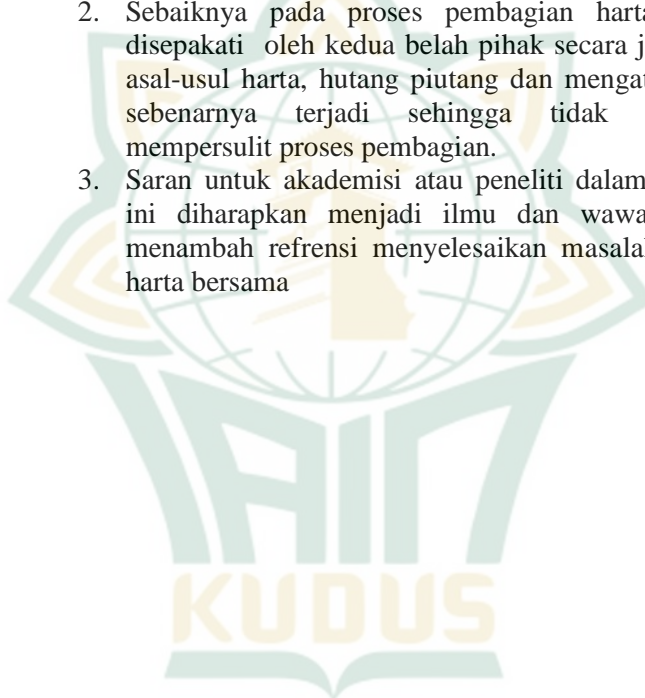 2. Sebaiknya pada proses pembagian harta
disepakati oleh kedua belah pihak secara j
asal-usul harta, hutang piutang dan mengat
sebenarnya terjadi sehingga tidak
mempersulit proses pembagian.
3. Saran untuk akademisi atau peneliti dalam
ini diharapkan menjadi ilmu dan wawa
menambah refrensi menyelesaikan masalal
harta bersama
IAIN
KUDUS